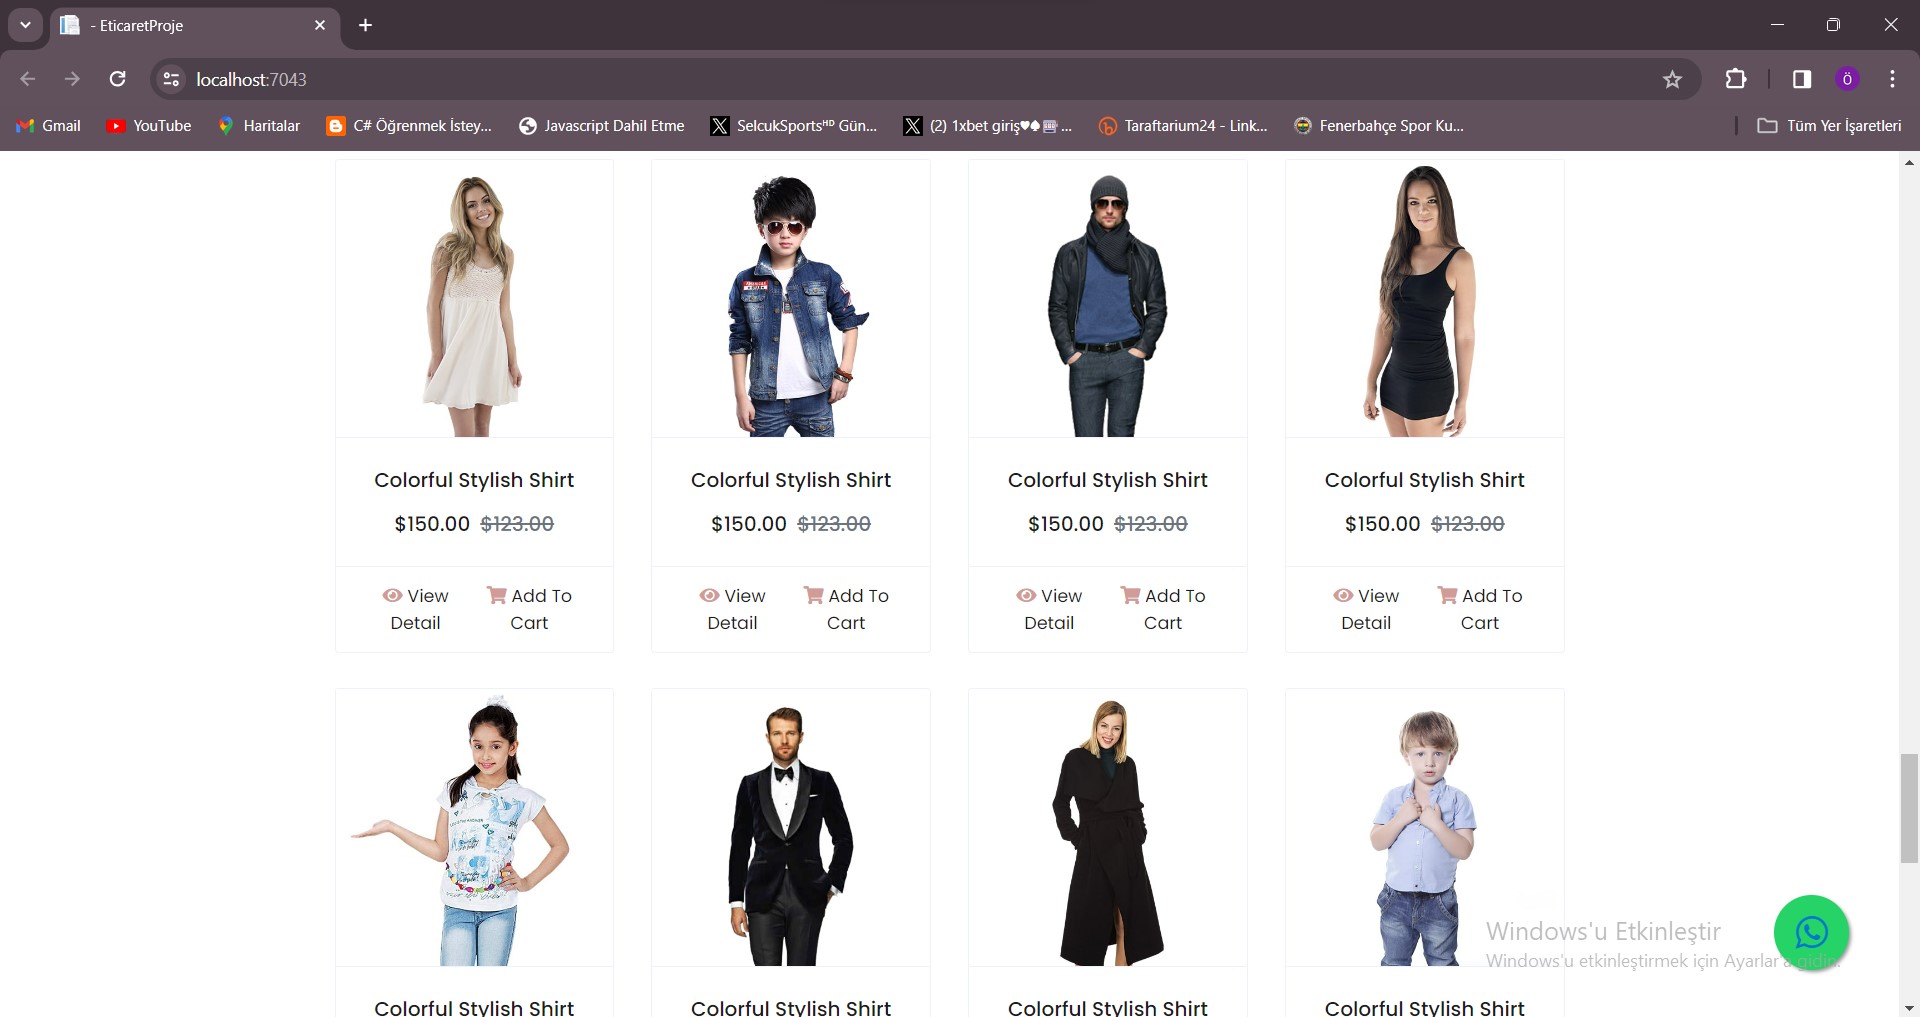 - EticaretProje
localhost:7043
Gmail YouTube Haritalar C# Öğrenmek İstey... Javascript Dahil Etme SelcukSportsᴴᴰ Gün... (2) 1xbet giriş♥♠🎰... Taraftarium24 - Link... Fenerbahçe Spor Ku... Tüm Yer İşaretleri
Colorful Stylish Shirt Colorful Stylish Shirt Colorful Stylish Shirt Colorful Stylish Shirt
$150.00 $123.00 $150.00 $123.00 $150.00 $123.00 $150.00 $123.00
View Add To View Add To View Add To View Add To
Detail Cart Detail Cart Detail Cart Detail Cart
Windows'u Etkinleştir
Windows'u etkinleştirmek için Ayarlar'a gidin.
Colorful Stylish Shirt Colorful Stylish Shirt Colorful Stylish Shirt Colorful Stylish Shirt